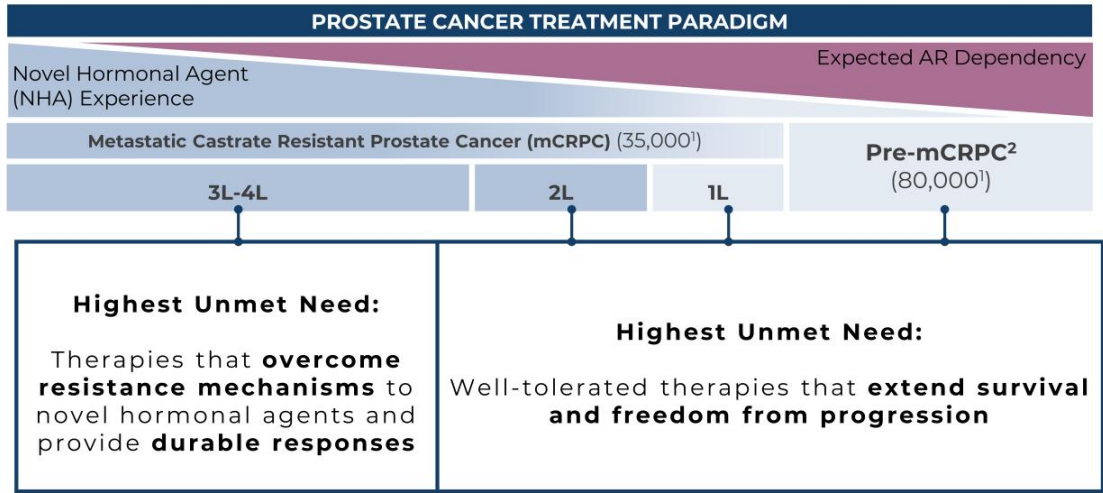 PROSTATE CANCER TREATMENT PARADIGM
Expected AR Dependency
Novel Hormonal Agent
(NHA) Experience
Metastatic Castrate Resistant Prostate Cancer (mCRPC) (35,000¹)
Pre-mCRPC²
(80,000¹)
3L-4L
2L
1L
Highest Unmet Need:
Therapies that overcome
resistance mechanisms to
novel hormonal agents and
provide durable responses
Highest Unmet Need:
Well-tolerated therapies that extend survival
and freedom from progression